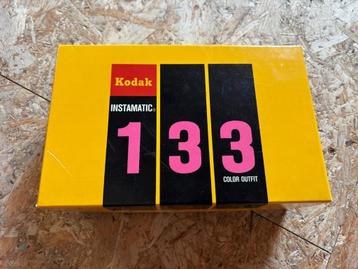 Kodak
INSTAMATIC®
133
COLOR OUTFIT